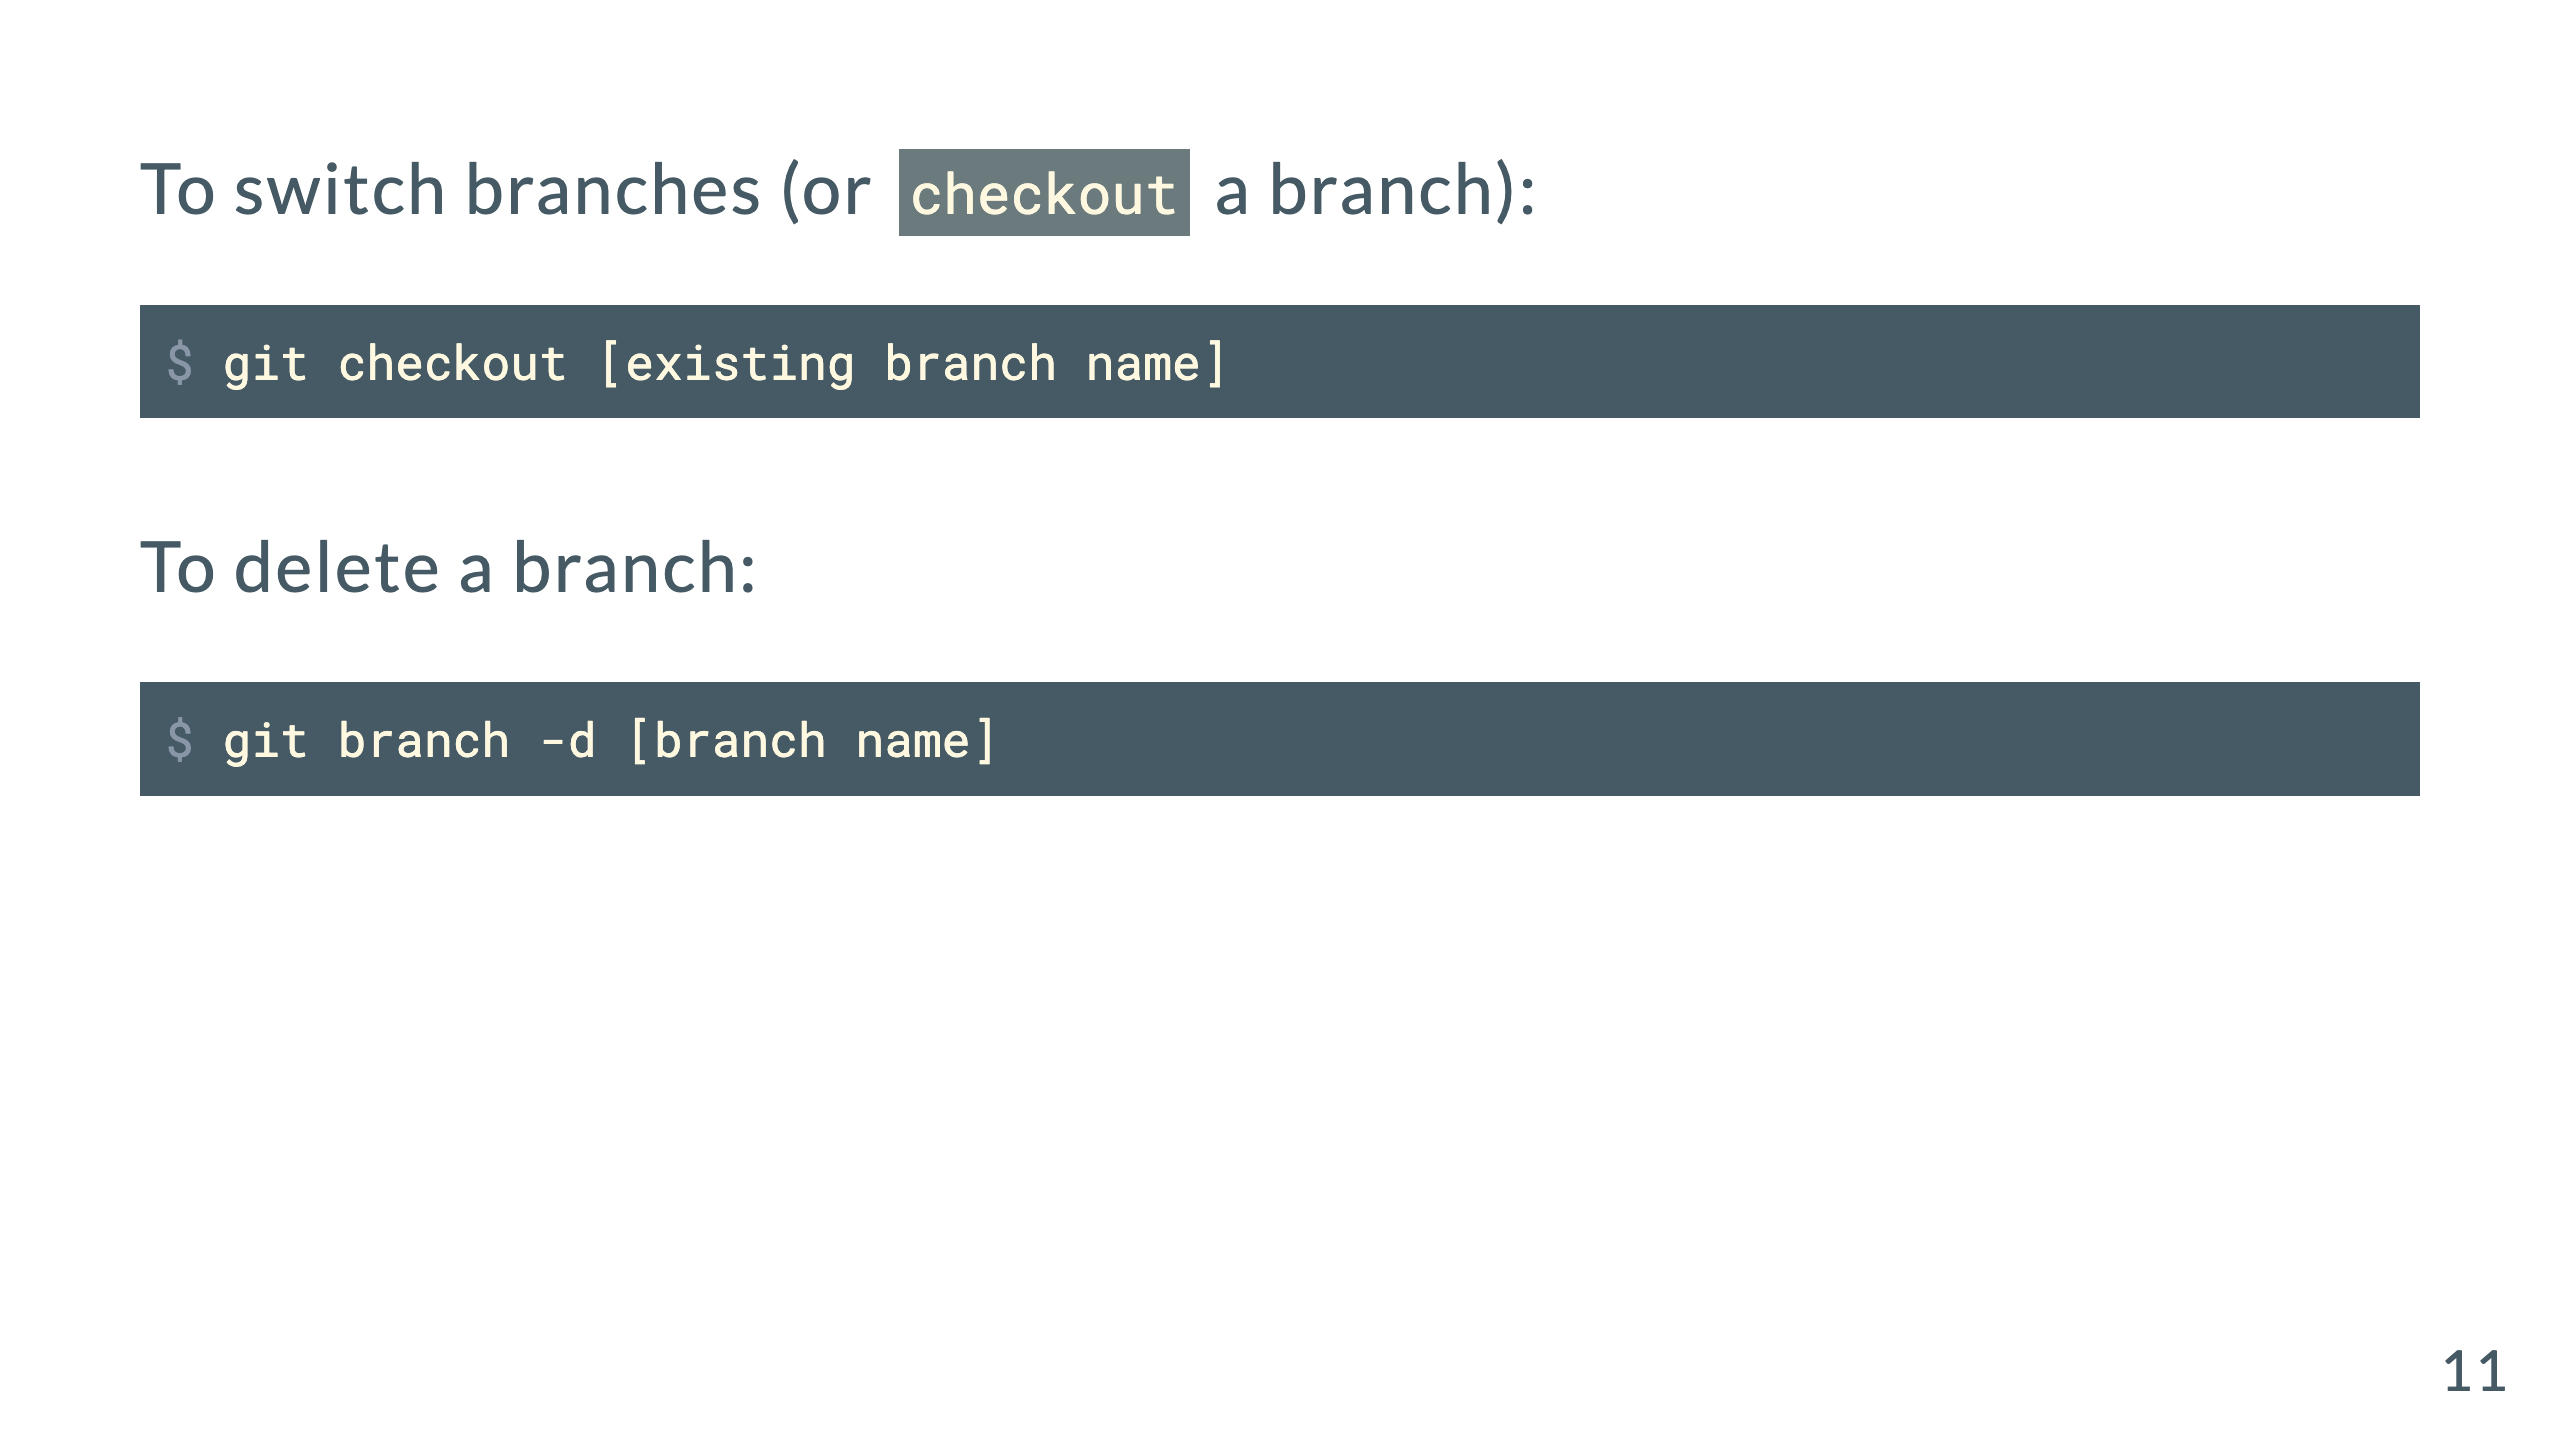 To switch branches (or checkout a branch):
$ git checkout [existing branch name]
To delete a branch:
$ git branch -d [branch name]
11